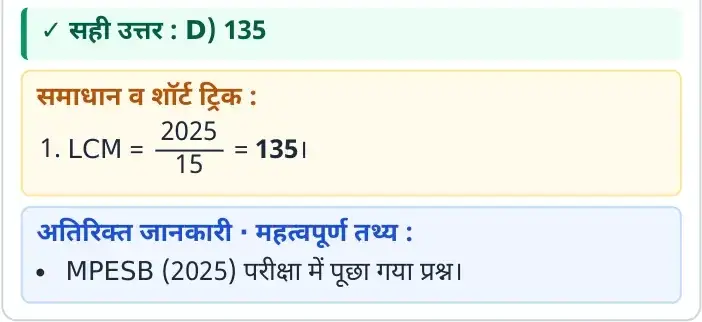 ✓ सही उत्तर : D) 135
समाधान व शॉर्ट ट्रिक :
1. LCM = 2025/15 = 135।
अतिरिक्त जानकारी · महत्वपूर्ण तथ्य :
• MPESB (2025) परीक्षा में पूछा गया प्रश्न।